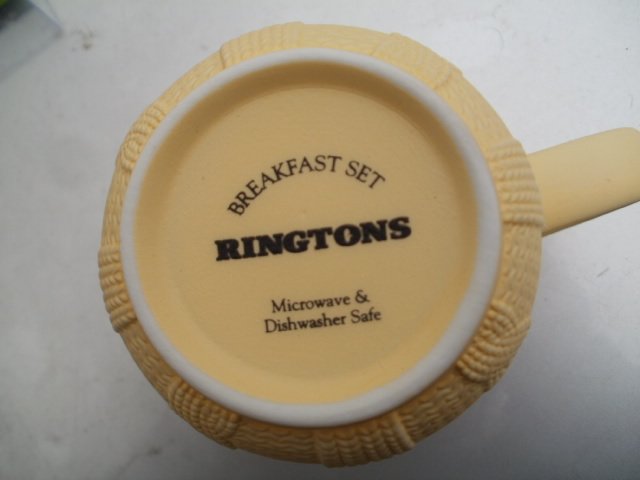 BREAKFAST SET
RINGTONS
Microwave &
Dishwasher Safe